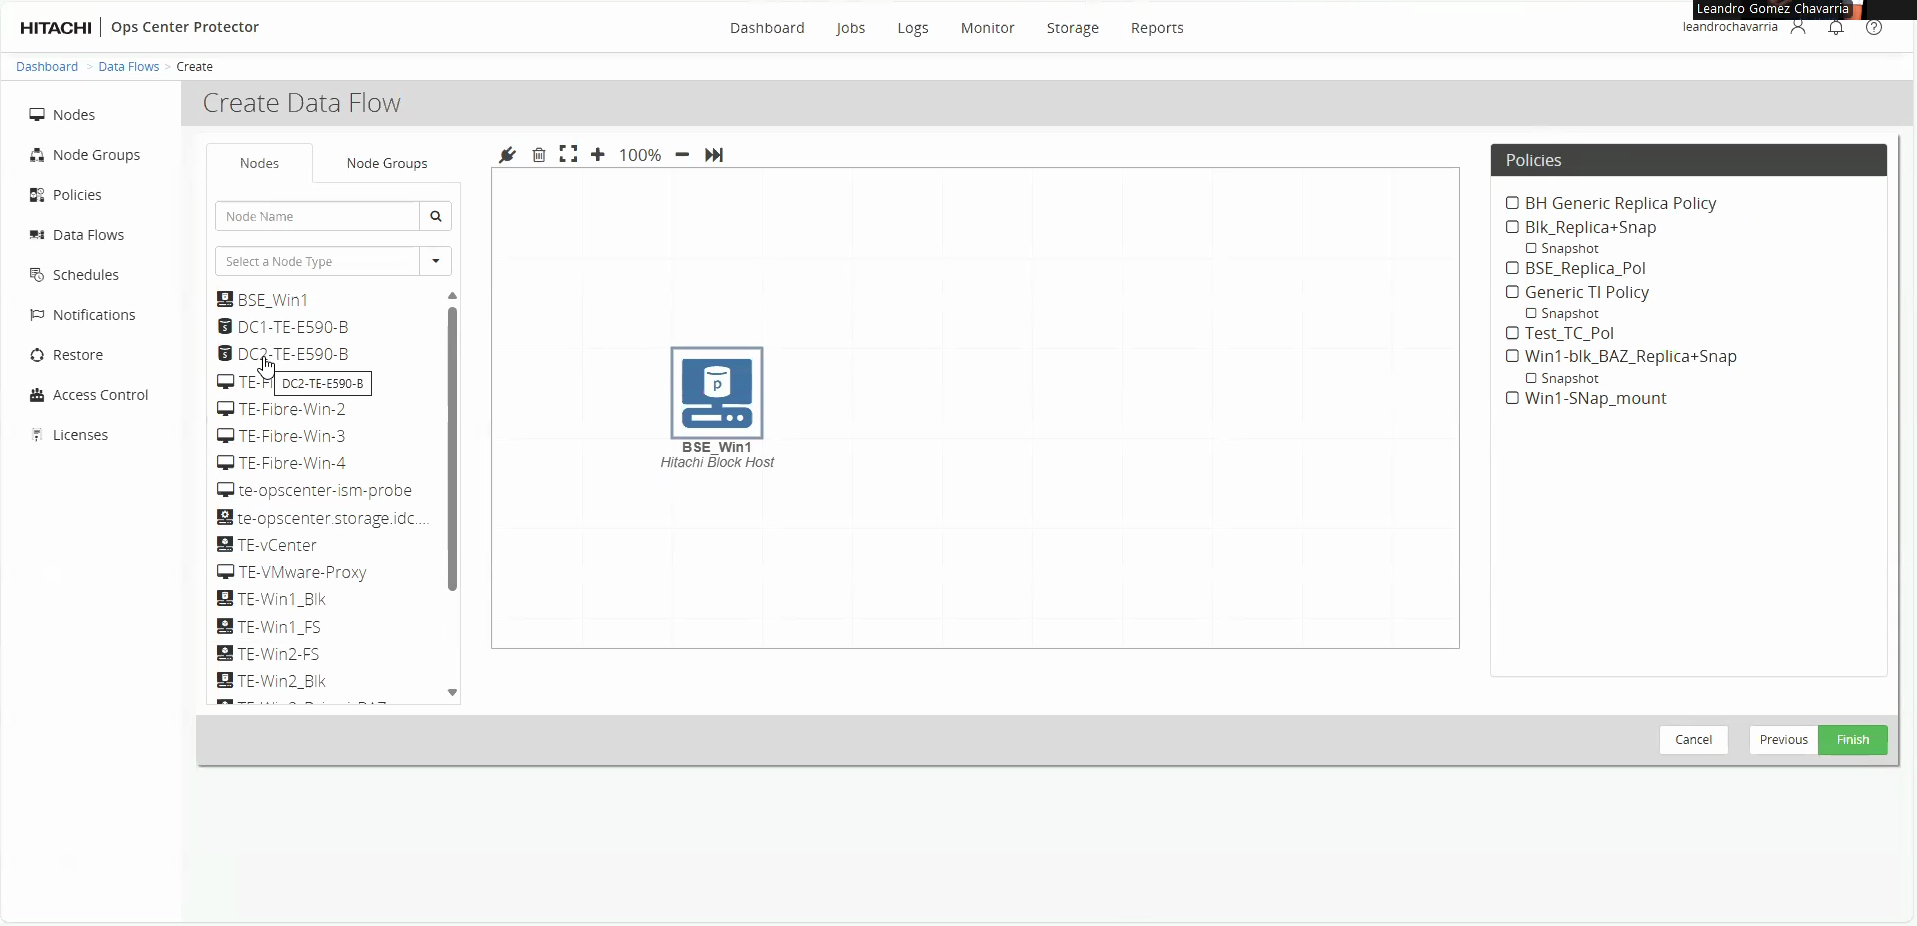 Leandro Gomez Chavarria
HITACHI Ops Center Protector
Dashboard Jobs Logs Monitor Storage Reports
leandrochavarria
Dashboard > Data Flows > Create
Nodes
Node Groups
Policies
Data Flows
Schedules
Notifications
Restore
Access Control
Licenses
Create Data Flow
Nodes Node Groups
Node Name
Select a Node Type
BSE_Win1
DC1-TE-E590-B
DC2-TE-E590-B
DC2-TE-E590-B
TE-Fibre-Win-2
TE-Fibre-Win-3
TE-Fibre-Win-4
te-opscenter-ism-probe
te-opscenter.storage.idc....
TE-vCenter
TE-VMware-Proxy
TE-Win1_Blk
TE-Win1_FS
TE-Win2-FS
TE-Win2_Blk
100%
p
BSE_Win1
Hitachi Block Host
Policies
BH Generic Replica Policy
Blk_Replica+Snap
Snapshot
BSE_Replica_Pol
Generic TI Policy
Snapshot
Test_TC_Pol
Win1-blk_BAZ_Replica+Snap
Snapshot
Win1-SNap_mount
Cancel Previous Finish